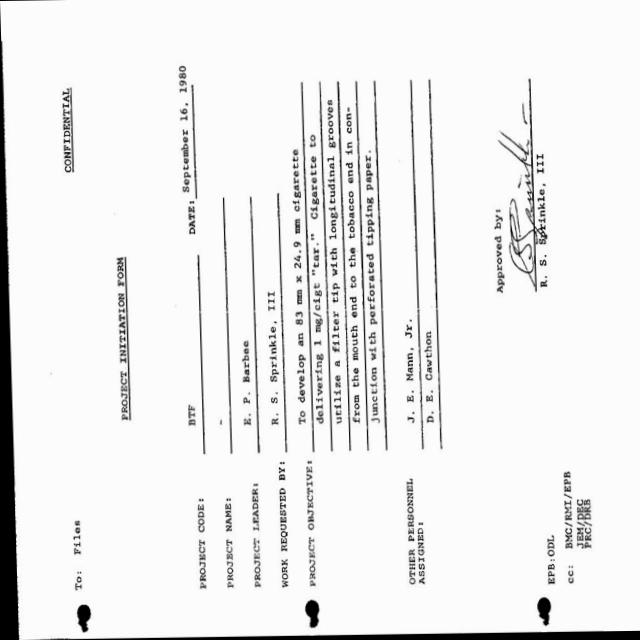 CONFIDENTIAL
To: Files
PROJECT INITIATION FORM
PROJECT CODE: BTF DATE: September 16, 1980
PROJECT NAME: -
PROJECT LEADER: E. P. Barbee
WORK REQUESTED BY: R. S. Sprinkle, III
PROJECT OBJECTIVE: To develop an 83 mm x 24.9 mm cigarette
delivering 1 mg/cigt "tar." Cigarette to
utilize a filter tip with longitudinal grooves
from the mouth end to the tobacco end in con-
junction with perforated tipping paper.
OTHER PERSONNEL
ASSIGNED:
J. E. Mann, Jr.
D. E. Cawthon
Approved by:
R. S. Sprinkle, III
EPB:ODL
cc: BMC/RMI/EPB
JEM/DEC
PRC/DRB